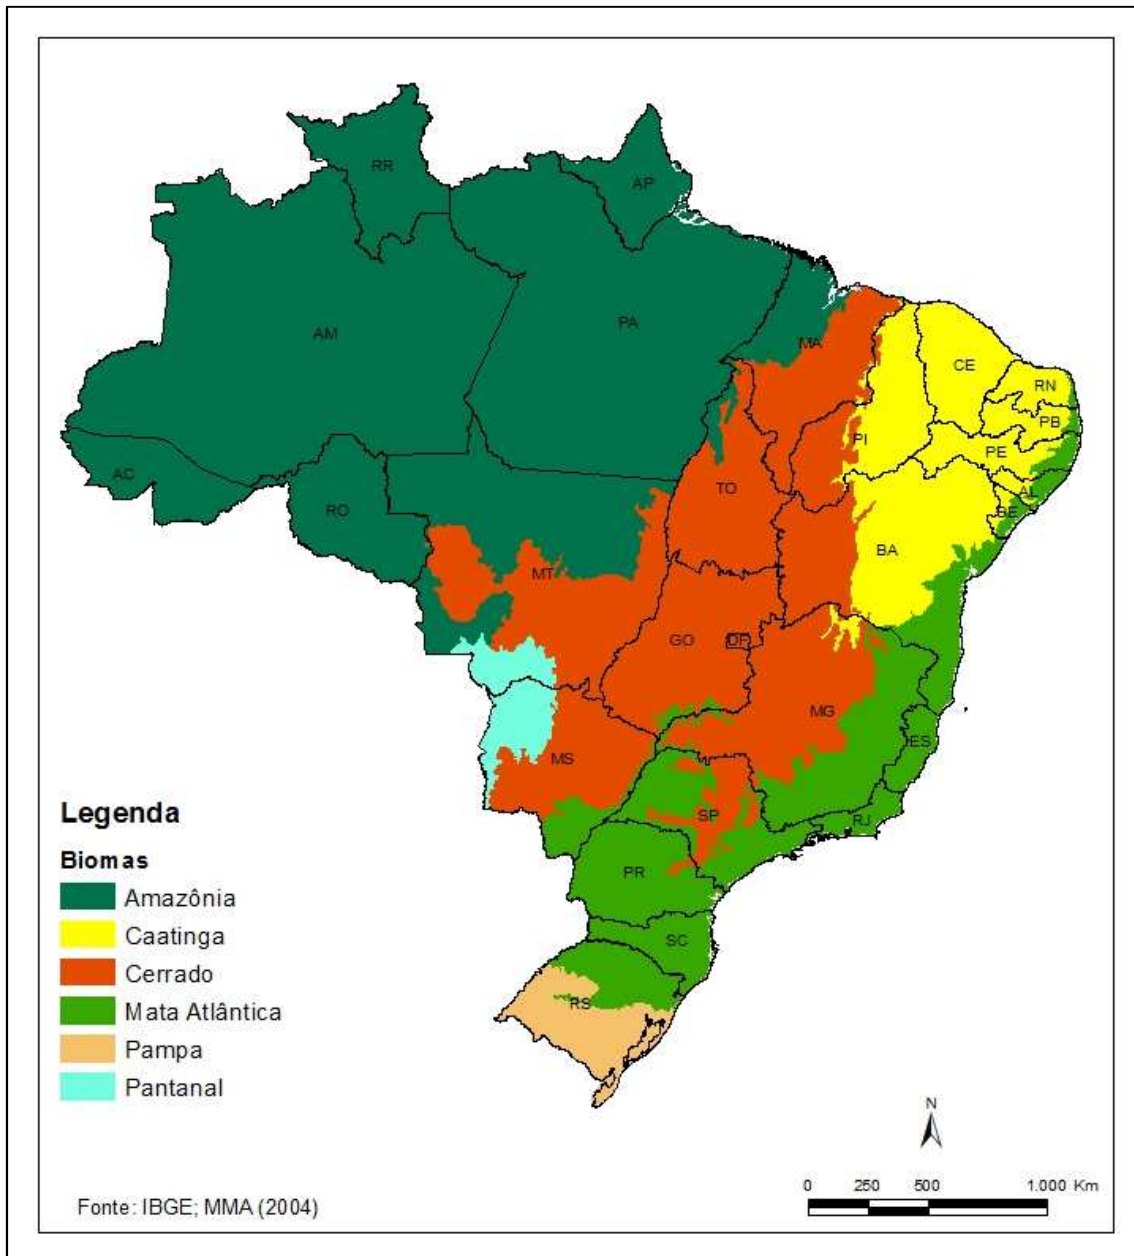 RR
AP
AM
PA
MA
CE
RN
PB
PI
PE
AC
TO
AL
SE
RO
BA
MT
GO
DF
MG
ES
MS
SP
RJ
PR
SC
RS
Legenda
Biomas
Amazônia
Caatinga
Cerrado
Mata Atlântica
Pampa
Pantanal
N
0 250 500 1.000 Km
Fonte: IBGE; MMA (2004)